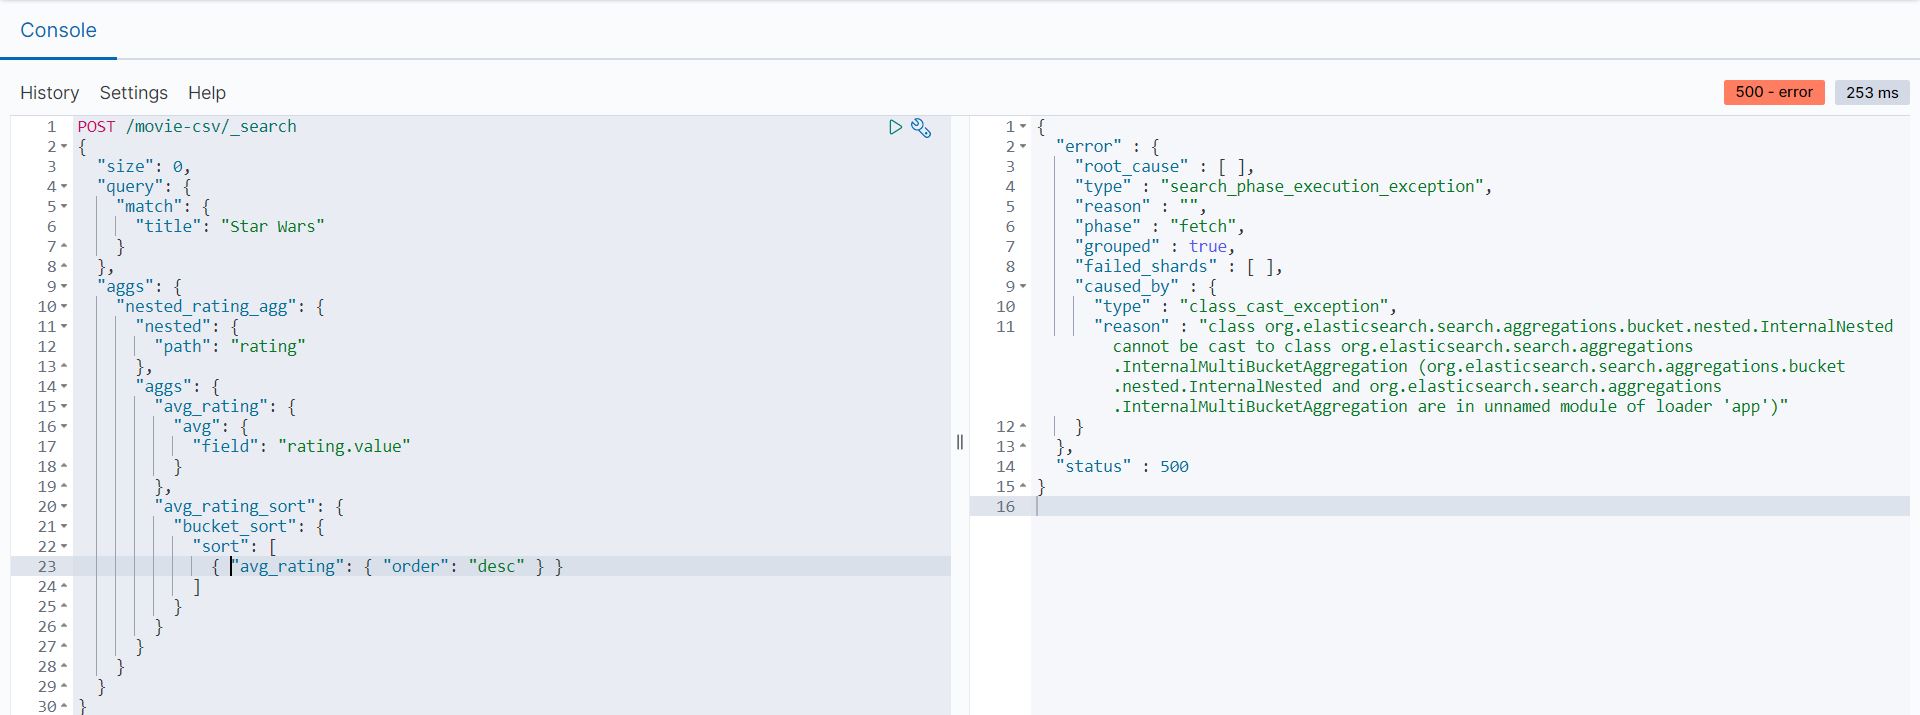 Console
History Settings Help
500 - error 253 ms
1 POST /movie-csv/_search
2 {
3 "size": 0,
4 "query": {
5 "match": {
6 "title": "Star Wars"
7 }
8 },
9 "aggs": {
10 "nested_rating_agg": {
11 "nested": {
12 "path": "rating"
13 },
14 "aggs": {
15 "avg_rating": {
16 "avg": {
17 "field": "rating.value"
18 }
19 },
20 "avg_rating_sort": {
21 "bucket_sort": {
22 "sort": [
23 { "avg_rating": { "order": "desc" } }
24 ]
25 }
26 }
27 }
28 }
29 }
30 }
1 {
2 "error" : {
3 "root_cause" : [ ],
4 "type" : "search_phase_execution_exception",
5 "reason" : "",
6 "phase" : "fetch",
7 "grouped" : true,
8 "failed_shards" : [ ],
9 "caused_by" : {
10 "type" : "class_cast_exception",
11 "reason" : "class org.elasticsearch.search.aggregations.bucket.nested.InternalNested
cannot be cast to class org.elasticsearch.search.aggregations
.InternalMultiBucketAggregation (org.elasticsearch.search.aggregations.bucket
.nested.InternalNested and org.elasticsearch.search.aggregations
.InternalMultiBucketAggregation are in unnamed module of loader 'app')"
12 }
13 },
14 "status" : 500
15 }
16